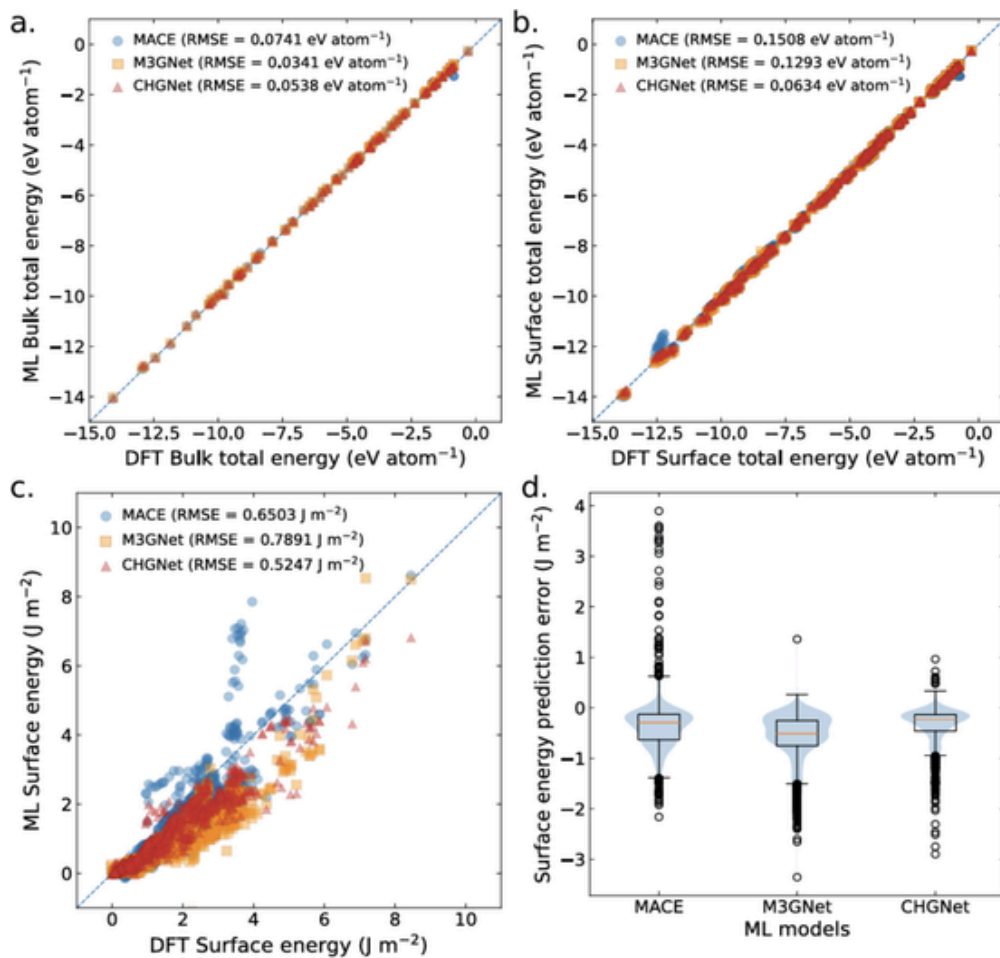 a.
MACE (RMSE = 0.0741 eV atom⁻¹)
M3GNet (RMSE = 0.0341 eV atom⁻¹)
CHGNet (RMSE = 0.0538 eV atom⁻¹)
ML Bulk total energy (eV atom⁻¹)
0
−2
−4
−6
−8
−10
−12
−14
−15.0 −12.5 −10.0 −7.5 −5.0 −2.5 0.0
DFT Bulk total energy (eV atom⁻¹)
b.
MACE (RMSE = 0.1508 eV atom⁻¹)
M3GNet (RMSE = 0.1293 eV atom⁻¹)
CHGNet (RMSE = 0.0634 eV atom⁻¹)
ML Surface total energy (eV atom⁻¹)
0
−2
−4
−6
−8
−10
−12
−14
−15.0 −12.5 −10.0 −7.5 −5.0 −2.5 0.0
DFT Surface total energy (eV atom⁻¹)
c.
MACE (RMSE = 0.6503 J m⁻²)
M3GNet (RMSE = 0.7891 J m⁻²)
CHGNet (RMSE = 0.5247 J m⁻²)
ML Surface energy (J m⁻²)
10
8
6
4
2
0
0 2 4 6 8 10
DFT Surface energy (J m⁻²)
d.
Surface energy prediction error (J m⁻²)
4
3
2
1
−0
−1
−2
−3
MACE M3GNet CHGNet
ML models